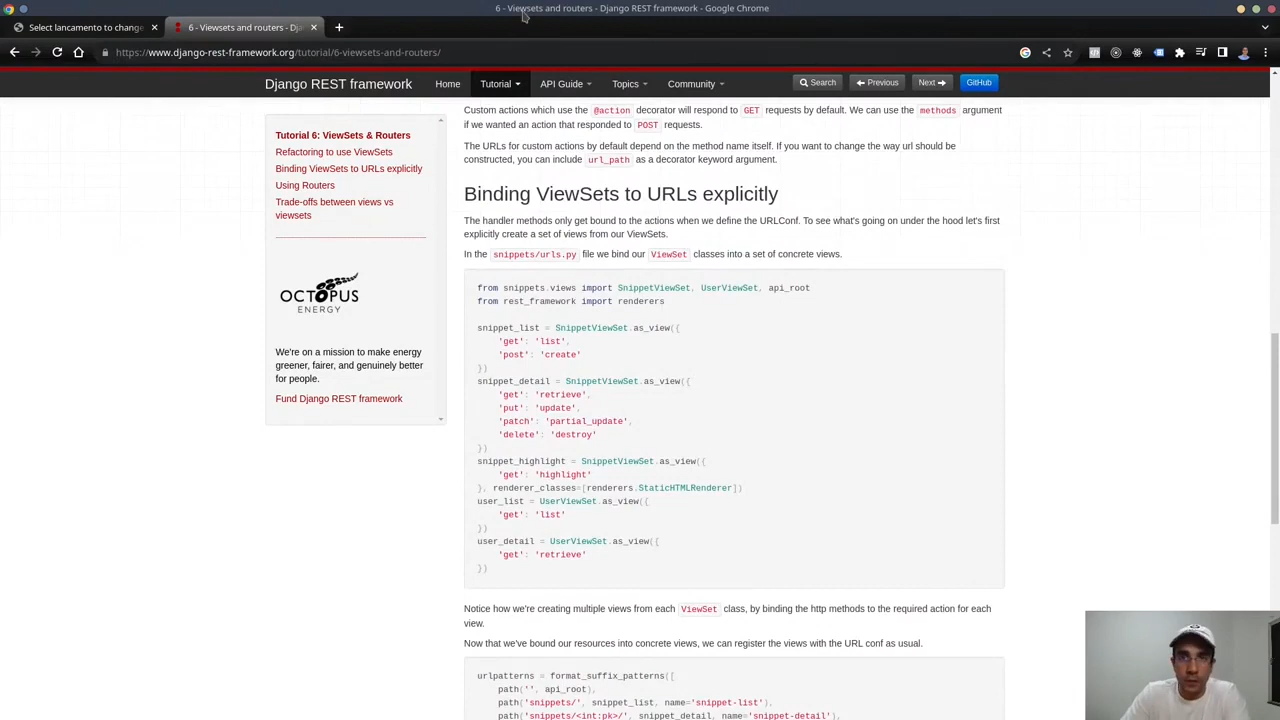 6 - Viewsets and routers - Django REST framework - Google Chrome
Select lancamento to change
6 - Viewsets and routers - Dj
https://www.django-rest-framework.org/tutorial/6-viewsets-and-routers/
Django REST framework Home Tutorial API Guide Topics Community Search Previous Next GitHub
Tutorial 6: ViewSets & Routers
Refactoring to use ViewSets
Binding ViewSets to URLs explicitly
Using Routers
Trade-offs between views vs
viewsets
OCTOPUS
ENERGY
We're on a mission to make energy
greener, fairer, and genuinely better
for people.
Fund Django REST framework
Custom actions which use the @action decorator will respond to GET requests by default. We can use the methods argument
if we wanted an action that responded to POST requests.
The URLs for custom actions by default depend on the method name itself. If you want to change the way url should be
constructed, you can include url_path as a decorator keyword argument.
Binding ViewSets to URLs explicitly
The handler methods only get bound to the actions when we define the URLConf. To see what's going on under the hood let's first
explicitly create a set of views from our ViewSets.
In the snippets/urls.py file we bind our ViewSet classes into a set of concrete views.
from snippets.views import SnippetViewSet, UserViewSet, api_root
from rest_framework import renderers
snippet_list = SnippetViewSet.as_view({
'get': 'list',
'post': 'create'
})
snippet_detail = SnippetViewSet.as_view({
'get': 'retrieve',
'put': 'update',
'patch': 'partial_update',
'delete': 'destroy'
})
snippet_highlight = SnippetViewSet.as_view({
'get': 'highlight'
}, renderer_classes=[renderers.StaticHTMLRenderer])
user_list = UserViewSet.as_view({
'get': 'list'
})
user_detail = UserViewSet.as_view({
'get': 'retrieve'
})
Notice how we're creating multiple views from each ViewSet class, by binding the http methods to the required action for each
view.
Now that we've bound our resources into concrete views, we can register the views with the URL conf as usual.
urlpatterns = format_suffix_patterns([
path('', api_root),
path('snippets/', snippet_list, name='snippet-list'),
path('snippets/<int:pk>/', snippet_detail, name='snippet-detail'),